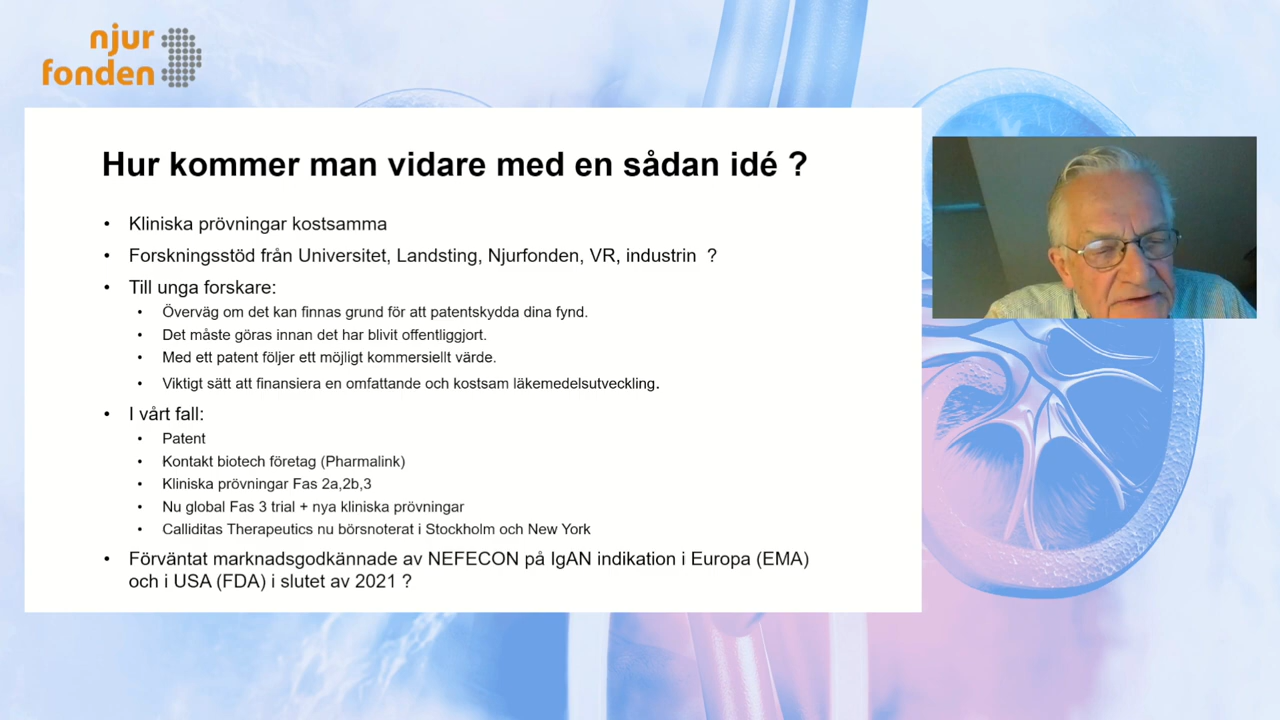 njur
fonden
Hur kommer man vidare med en sådan idé ?
• Kliniska prövningar kostsamma
• Forskningsstöd från Universitet, Landsting, Njurfonden, VR, industrin ?
• Till unga forskare:
• Överväg om det kan finnas grund för att patentskydda dina fynd.
• Det måste göras innan det har blivit offentliggjort.
• Med ett patent följer ett möjligt kommersiellt värde.
• Viktigt sätt att finansiera en omfattande och kostsam läkemedelsutveckling.
• I vårt fall:
• Patent
• Kontakt biotech företag (Pharmalink)
• Kliniska prövningar Fas 2a,2b,3
• Nu global Fas 3 trial + nya kliniska prövningar
• Calliditas Therapeutics nu börsnoterat i Stockholm och New York
• Förväntat marknadsgodkännade av NEFECON på IgAN indikation i Europa (EMA)
och i USA (FDA) i slutet av 2021 ?